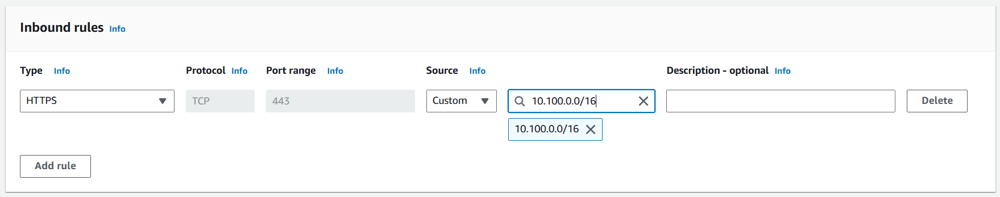 Inbound rules Info
Type Info Protocol Info Port range Info Source Info Description - optional Info
HTTPS TCP 443 Custom 10.100.0.0/16 Delete
10.100.0.0/16
Add rule